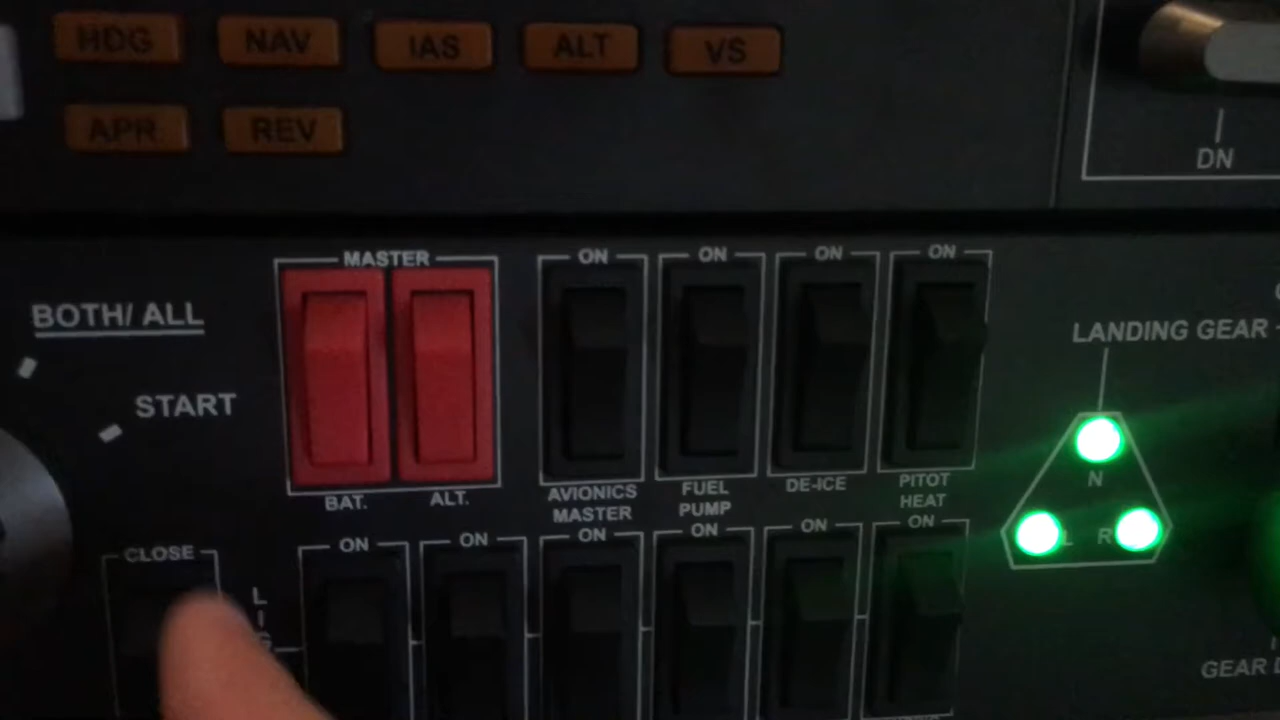 HDG NAV IAS ALT VS
APR REV
DN
MASTER ON ON ON ON
BOTH/ ALL
START
LANDING GEAR
BAT. ALT. AVIONICS MASTER FUEL PUMP DE-ICE PITOT HEAT
N
L R
CLOSE ON ON ON ON ON
L
I
G
GEAR